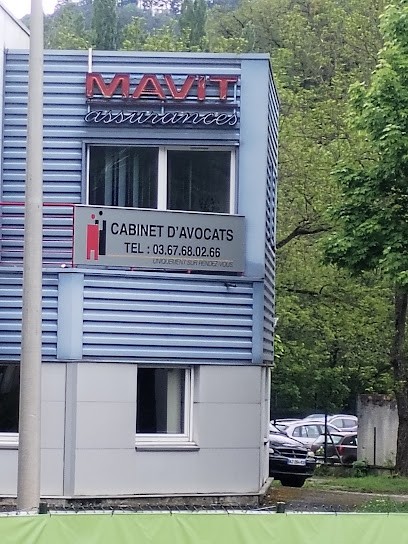 MAVIT
assurances
CABINET D'AVOCATS
TEL : 03.67.68.02.66
UNIQUEMENT SUR RENDEZ-VOUS